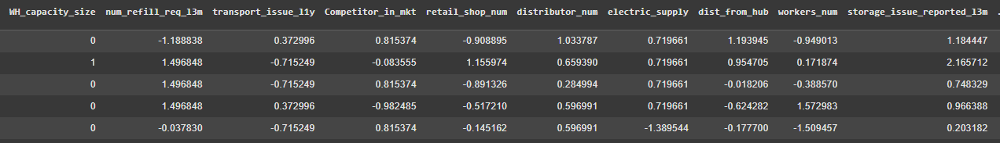 WH_capacity_size num_refill_req_l3m transport_issue_l1y Competitor_in_mkt retail_shop_num distributor_num electric_supply dist_from_hub workers_num storage_issue_reported_l3m .
0 -1.188838 0.372996 0.815374 -0.908895 1.033787 0.719661 1.193945 -0.949013 1.184447
1 1.496848 -0.715249 -0.083555 1.155974 0.659390 0.719661 0.954705 0.171874 2.165712
0 1.496848 -0.715249 0.815374 -0.891326 0.284994 0.719661 -0.018206 -0.388570 0.748329
0 1.496848 0.372996 -0.982485 -0.517210 0.596991 0.719661 -0.624282 1.572983 0.966388
0 -0.037830 -0.715249 0.815374 -0.145162 0.596991 -1.389544 -0.177700 -1.509457 0.203182